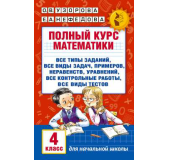 О.В. УЗОРОВА
Е.А. НЕФЁДОВА
ПОЛНЫЙ КУРС
МАТЕМАТИКИ
ВСЕ ТИПЫ ЗАДАНИЙ,
ВСЕ ВИДЫ ЗАДАЧ, ПРИМЕРОВ,
НЕРАВЕНСТВ, УРАВНЕНИЙ,
ВСЕ КОНТРОЛЬНЫЕ РАБОТЫ,
ВСЕ ВИДЫ ТЕСТОВ
4
класс
для начальной школы